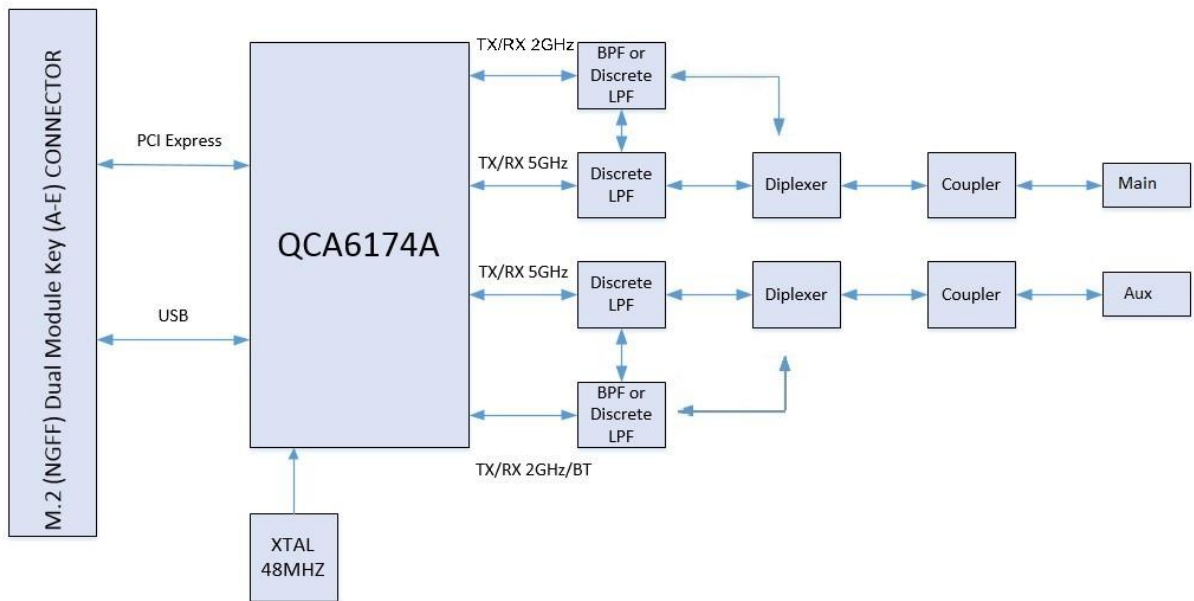 M.2 (NGFF) Dual Module Key (A-E) CONNECTOR
PCI Express
USB
QCA6174A
XTAL
48MHZ
TX/RX 2GHz
BPF or
Discrete
LPF
TX/RX 5GHz
Discrete
LPF
Diplexer
Coupler
Main
TX/RX 5GHz
Discrete
LPF
Diplexer
Coupler
Aux
BPF or
Discrete
LPF
TX/RX 2GHz/BT